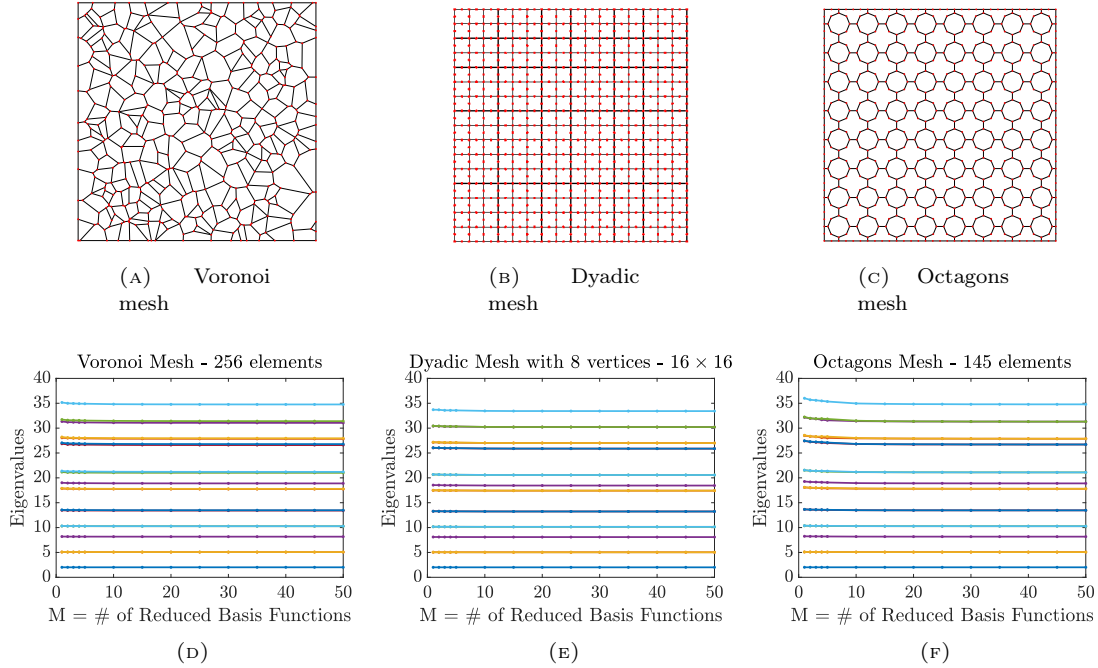 (A) Voronoi
mesh
(B) Dyadic
mesh
(C) Octagons
mesh
Voronoi Mesh - 256 elements
40
35
30
25
20
15
10
5
0
Eigenvalues
0 10 20 30 40 50
M = # of Reduced Basis Functions
(D)
Dyadic Mesh with 8 vertices - 16 × 16
40
35
30
25
20
15
10
5
0
Eigenvalues
0 10 20 30 40 50
M = # of Reduced Basis Functions
(E)
Octagons Mesh - 145 elements
40
35
30
25
20
15
10
5
0
Eigenvalues
0 10 20 30 40 50
M = # of Reduced Basis Functions
(F)